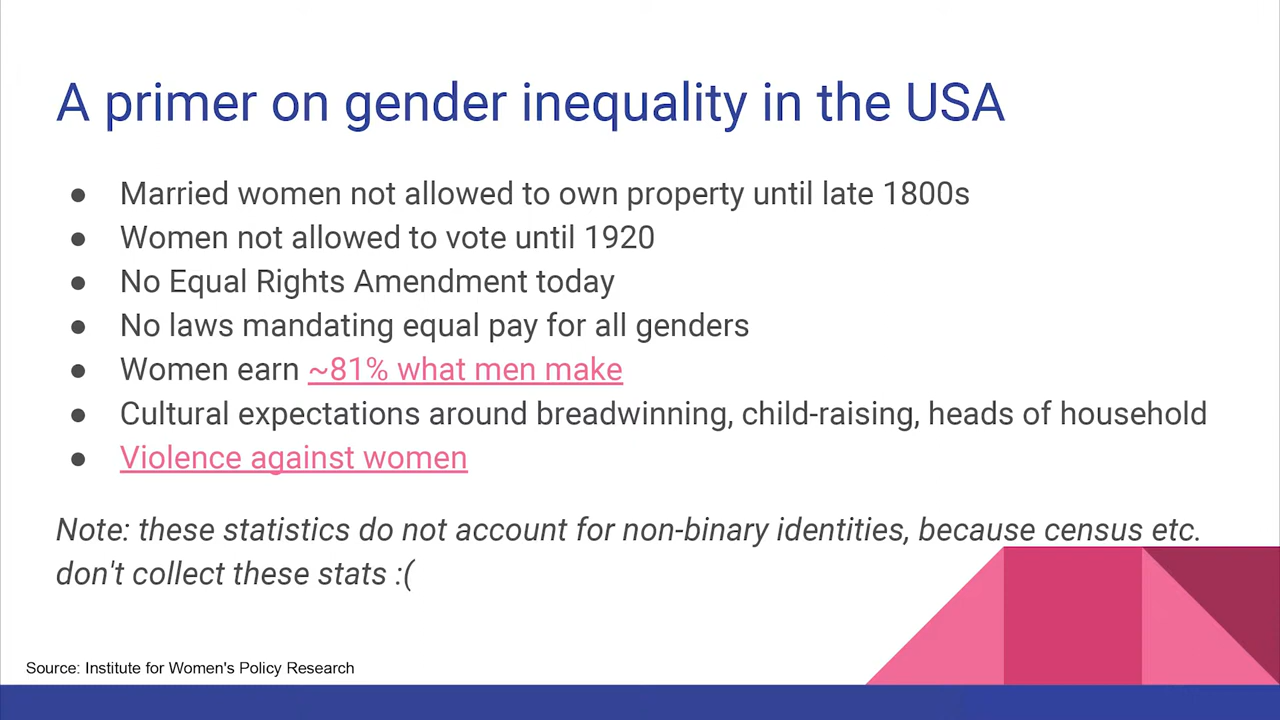 A primer on gender inequality in the USA
● Married women not allowed to own property until late 1800s
● Women not allowed to vote until 1920
● No Equal Rights Amendment today
● No laws mandating equal pay for all genders
● Women earn ~81% what men make
● Cultural expectations around breadwinning, child-raising, heads of household
● Violence against women
Note: these statistics do not account for non-binary identities, because census etc.
don't collect these stats :(
Source: Institute for Women's Policy Research